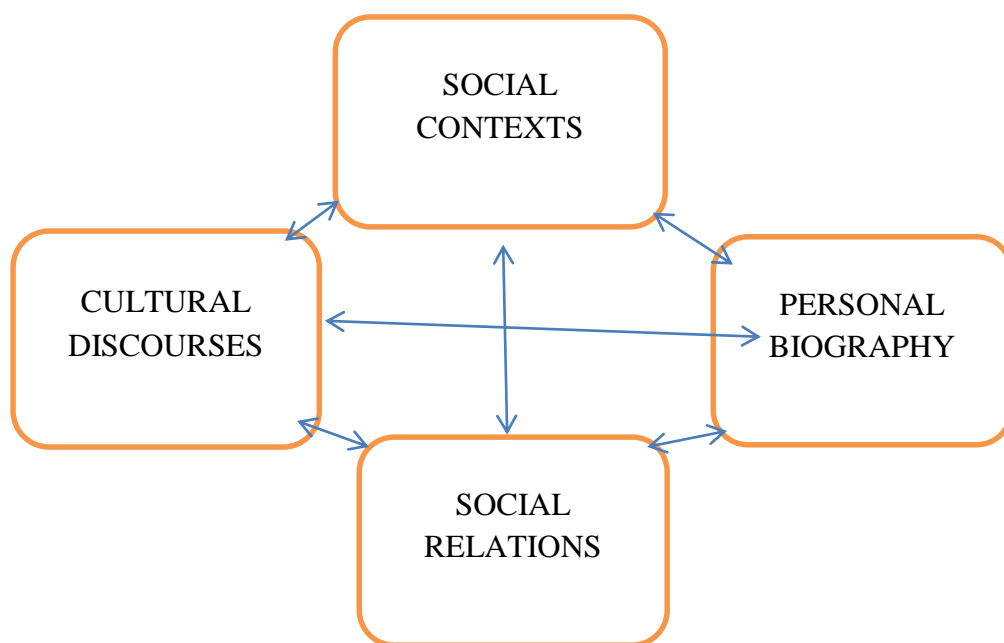 SOCIAL
CONTEXTS
CULTURAL
DISCOURSES
PERSONAL
BIOGRAPHY
SOCIAL
RELATIONS